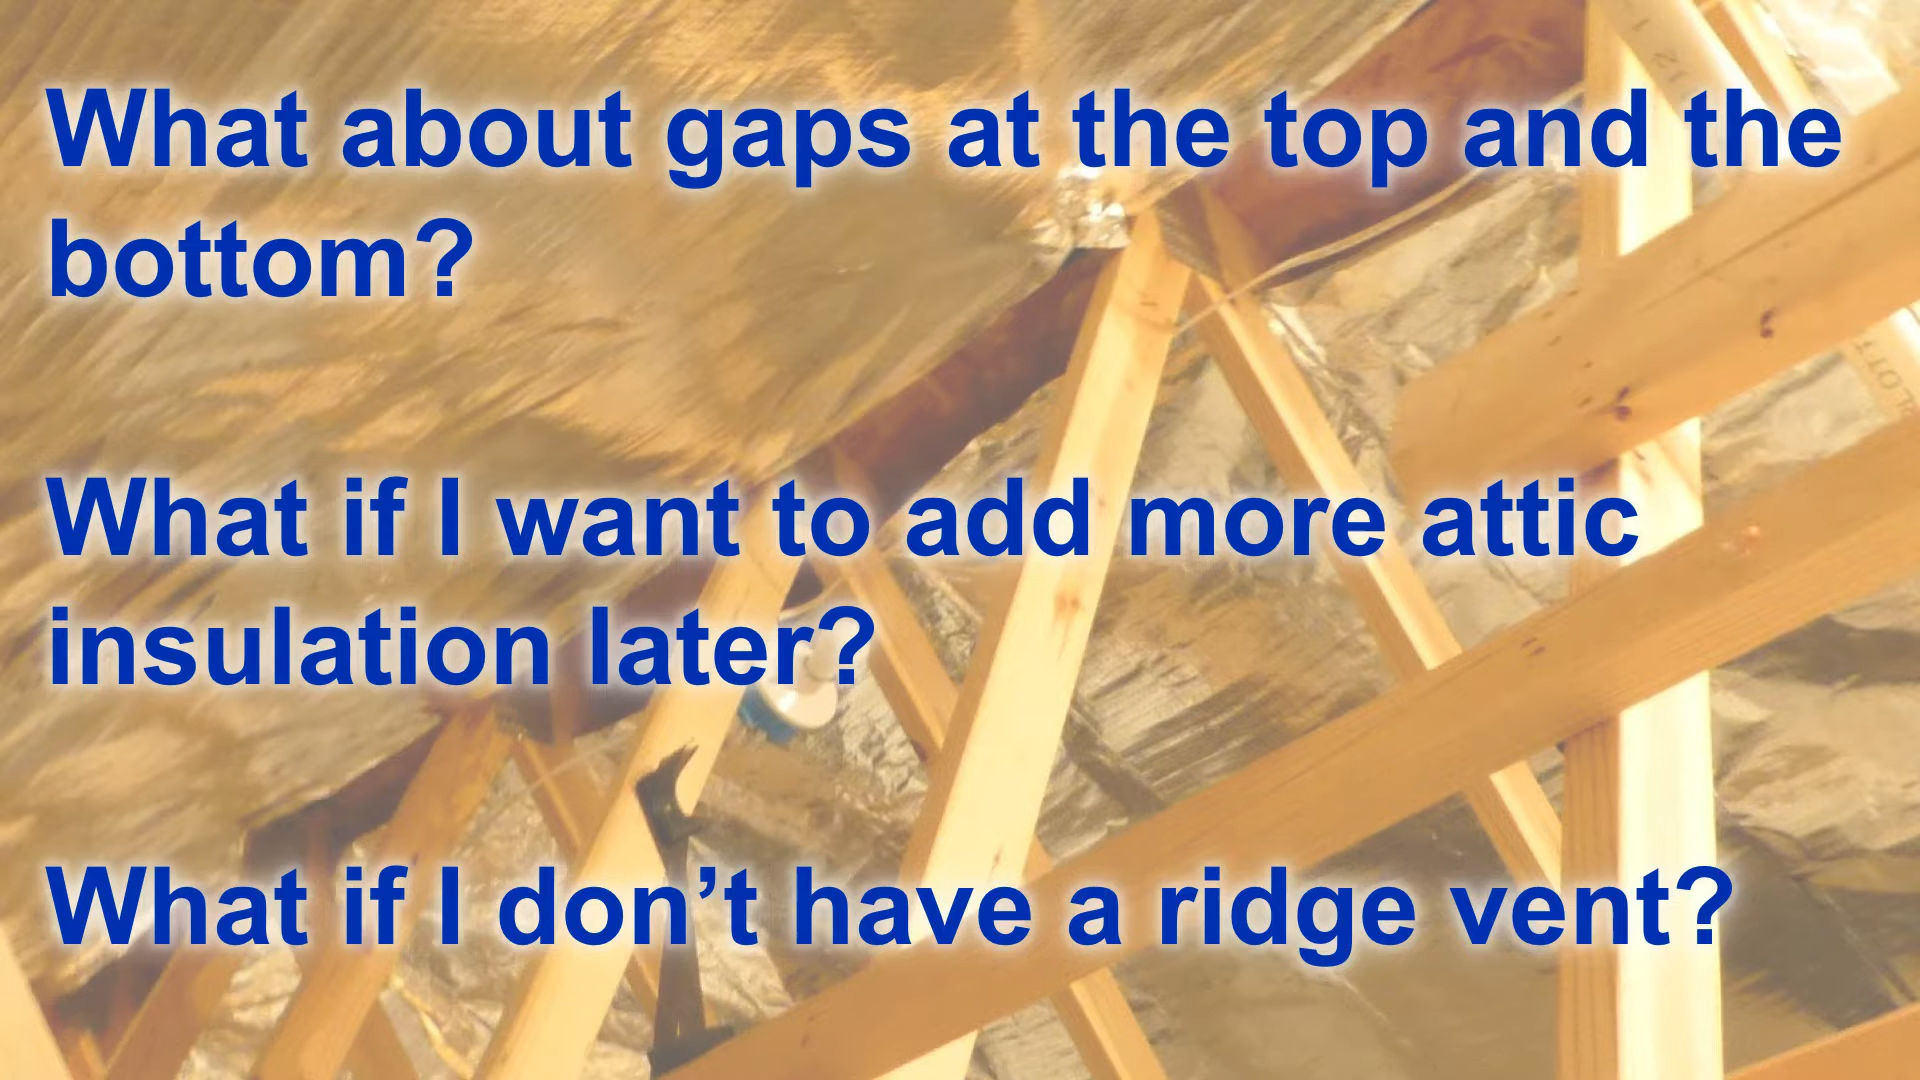 What about gaps at the top and the
bottom?
What if I want to add more attic
insulation later?
What if I don’t have a ridge vent?